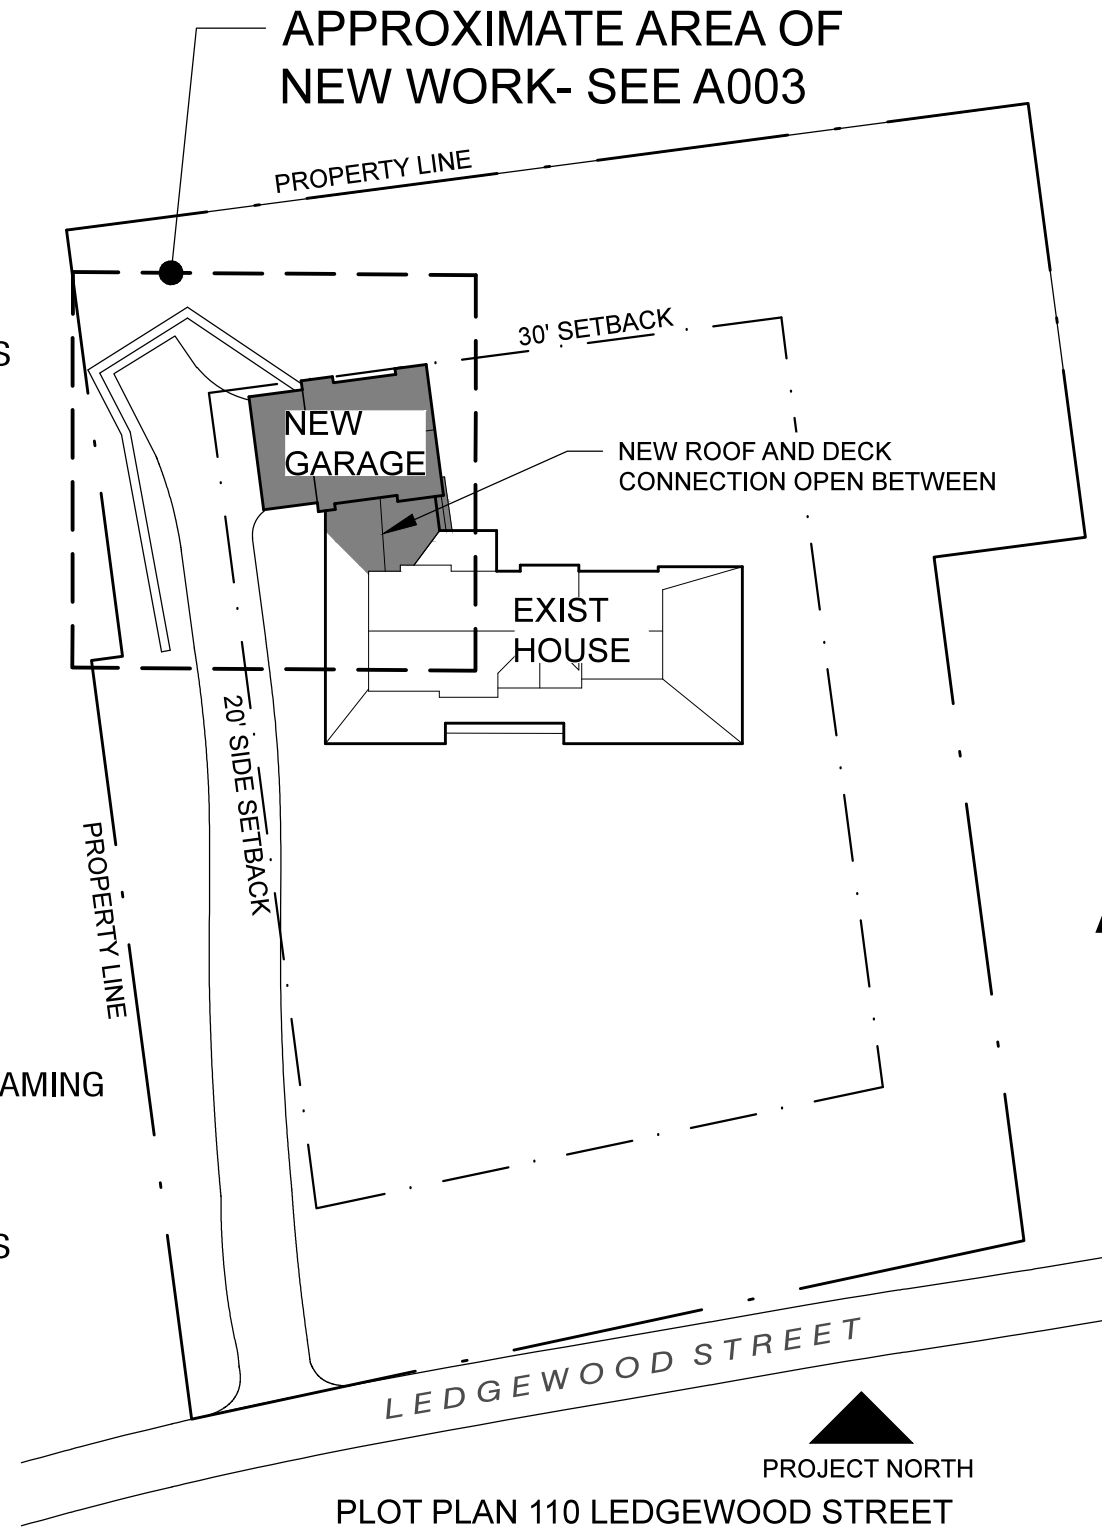 APPROXIMATE AREA OF
NEW WORK- SEE A003
PROPERTY LINE
30' SETBACK
S
NEW
GARAGE
NEW ROOF AND DECK
CONNECTION OPEN BETWEEN
EXIST
HOUSE
20' SIDE SETBACK
PROPERTY LINE
AMING
S
LEDGEWOOD STREET
PROJECT NORTH
PLOT PLAN 110 LEDGEWOOD STREET